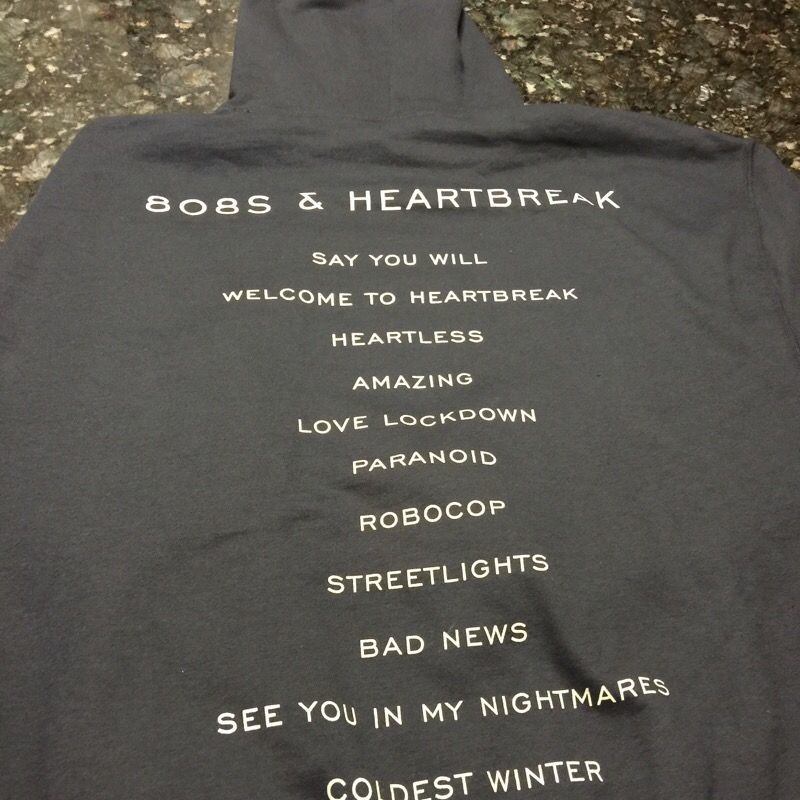 808S & HEARTBREAK
SAY YOU WILL
WELCOME TO HEARTBREAK
HEARTLESS
AMAZING
LOVE LOCKDOWN
PARANOID
ROBOCOP
STREETLIGHTS
BAD NEWS
SEE YOU IN MY NIGHTMARES
COLDEST WINTER